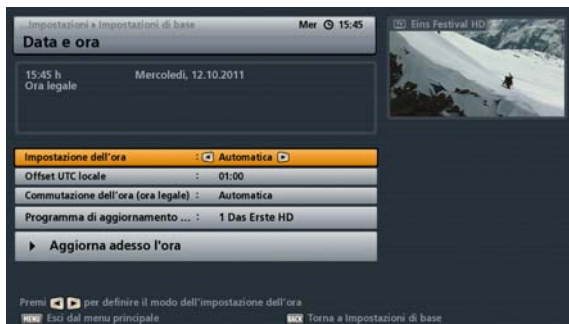 ...Impostazioni » Impostazioni di base Mer 15:45
Data e ora
TV Eins Festival HD
15:45 h Mercoledì, 12.10.2011
Ora legale
Impostazione dell'ora : Automatica
Offset UTC locale : 01:00
Commutazione dell'ora (ora legale) : Automatica
Programma di aggiornamento ... : 1 Das Erste HD
Aggiorna adesso l'ora
Premi per definire il modo dell'impostazione dell'ora
MENU Esci dal menu principale BACK Torna a Impostazioni di base